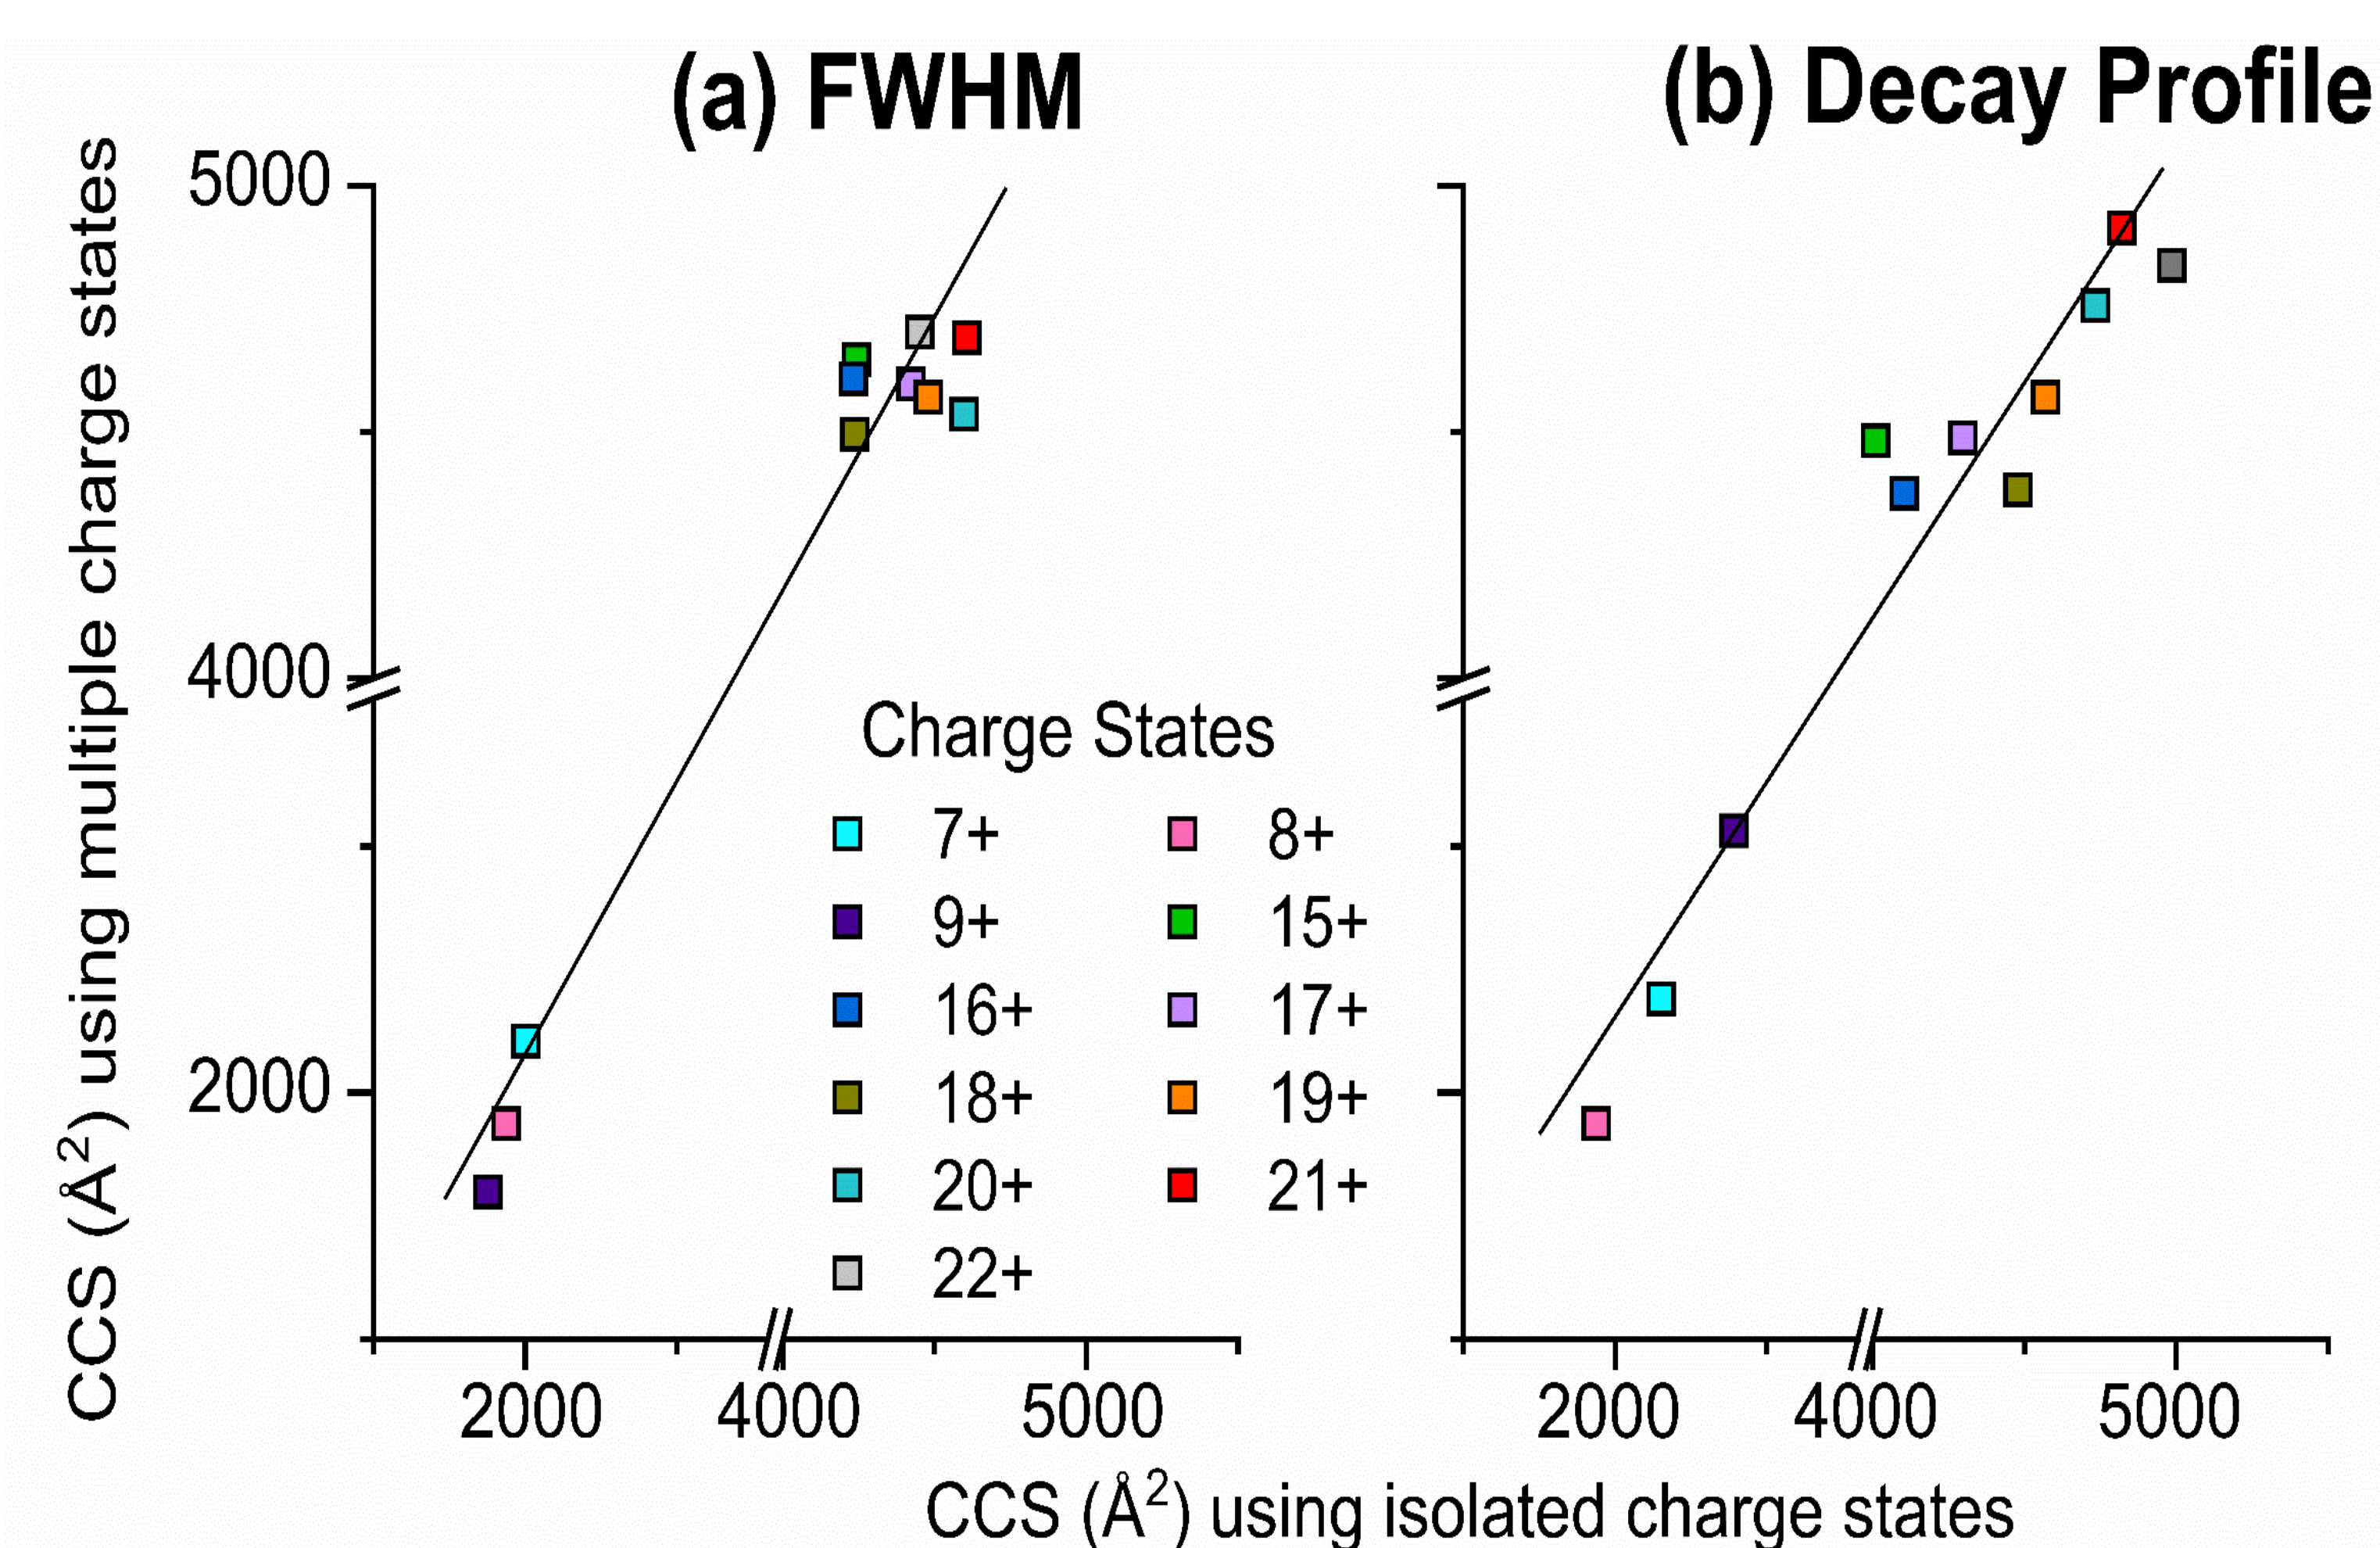 (a) FWHM
(b) Decay Profile
CCS (Å²) using multiple charge states
5000
4000
2000
Charge States
7+ 8+
9+ 15+
16+ 17+
18+ 19+
20+ 21+
22+
2000 4000 5000
2000 4000 5000
CCS (Å²) using isolated charge states